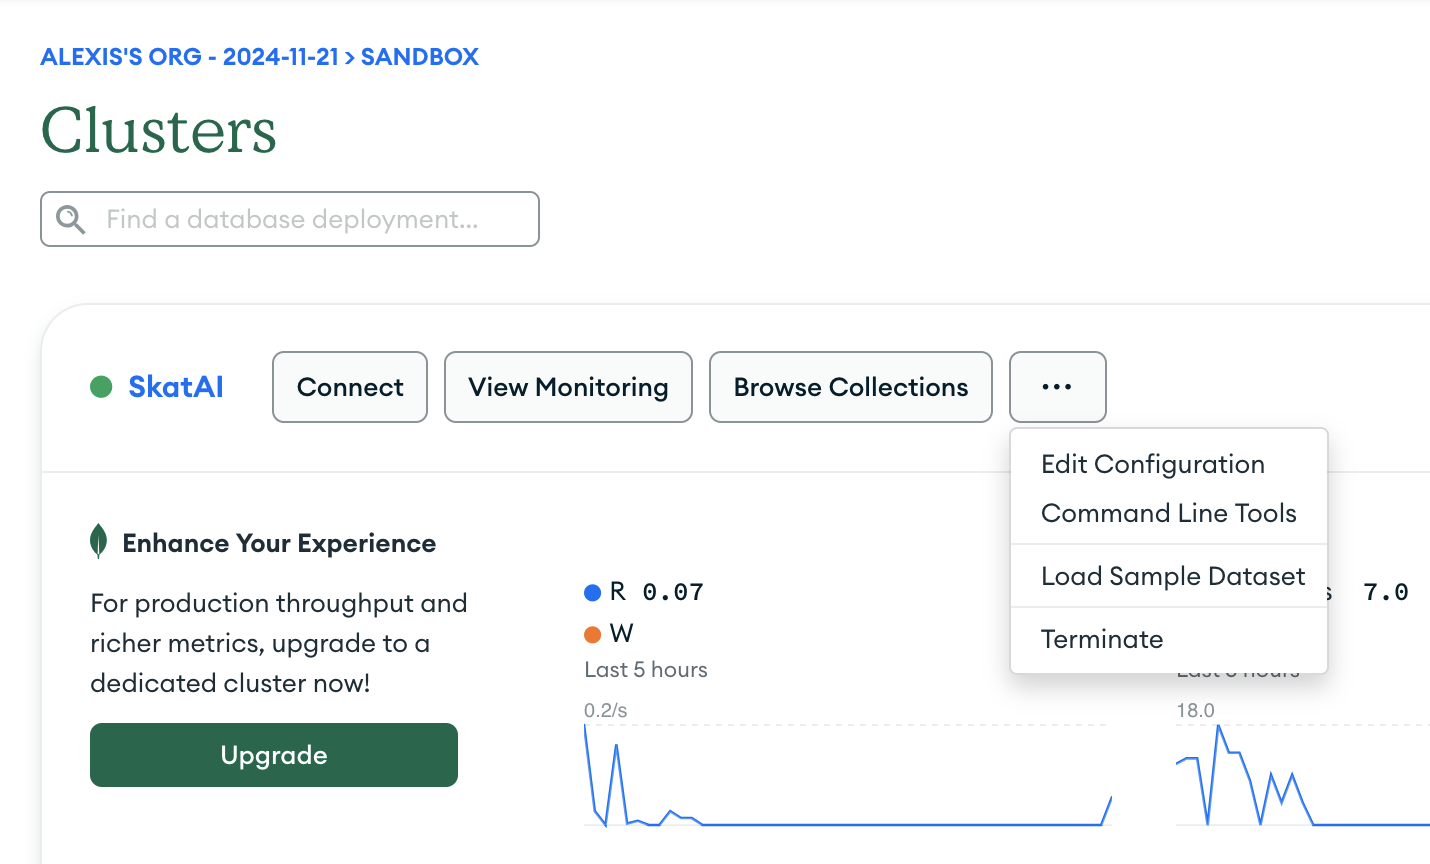 ALEXIS'S ORG - 2024-11-21 > SANDBOX
Clusters
Find a database deployment...
SkatAI
Connect
View Monitoring
Browse Collections
...
Edit Configuration
Command Line Tools
Load Sample Dataset
Terminate
Enhance Your Experience
For production throughput and
richer metrics, upgrade to a
dedicated cluster now!
Upgrade
R 0.07
W
Last 5 hours
0.2/s
7.0
18.0